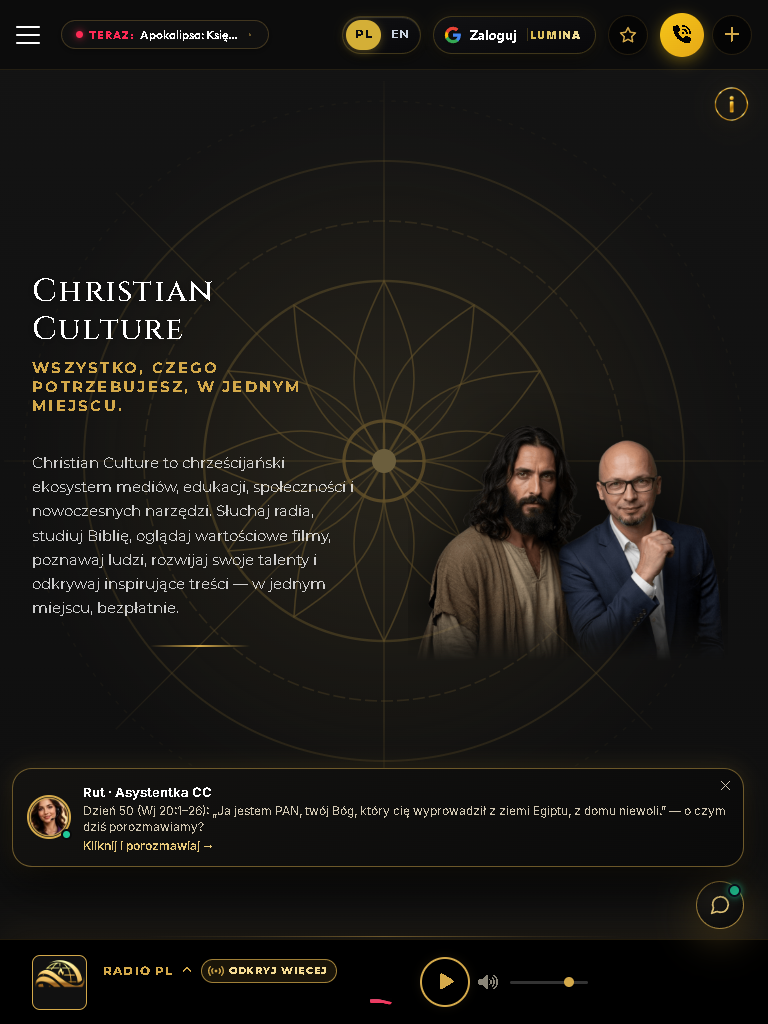 TERAZ: Apokalipsa: Księ...
PL EN
Zaloguj LUMINA
CHRISTIAN
CULTURE
WSZYSTKO, CZEGO
POTRZEBUJESZ, W JEDNYM
MIEJSCU.
Christian Culture to chrześcijański
ekosystem mediów, edukacji, społeczności i
nowoczesnych narzędzi. Słuchaj radia,
studiuj Biblię, oglądaj wartościowe filmy,
poznawaj ludzi, rozwijaj swoje talenty i
odkrywaj inspirujące treści — w jednym
miejscu, bezpłatnie.
Rut · Asystentka CC
Dzień 50 (Wj 20:1–26): „Ja jestem PAN, twój Bóg, który cię wyprowadził z ziemi Egiptu, z domu niewoli.” — o czym
dziś porozmawiamy?
Kliknij i porozmawiaj →
RADIO PL ODKRYJ WIĘCEJ